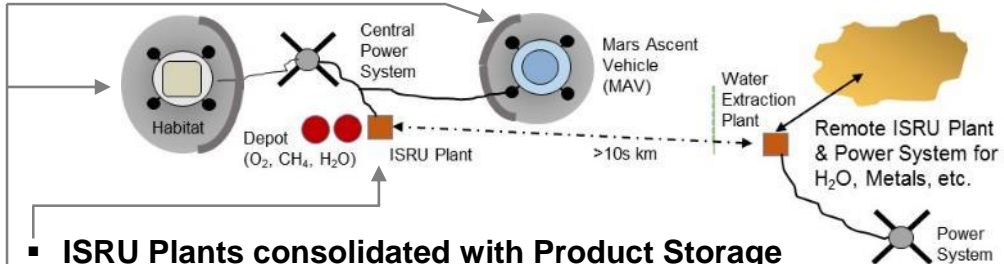 Central
Power
System
Mars Ascent
Vehicle
(MAV)
Water
Extraction
Plant
Habitat
Depot
(O₂, CH₄, H₂O)
ISRU Plant
>10s km
Remote ISRU Plant
& Power System for
H₂O, Metals, etc.
Power
System
▪ ISRU Plants consolidated with Product Storage